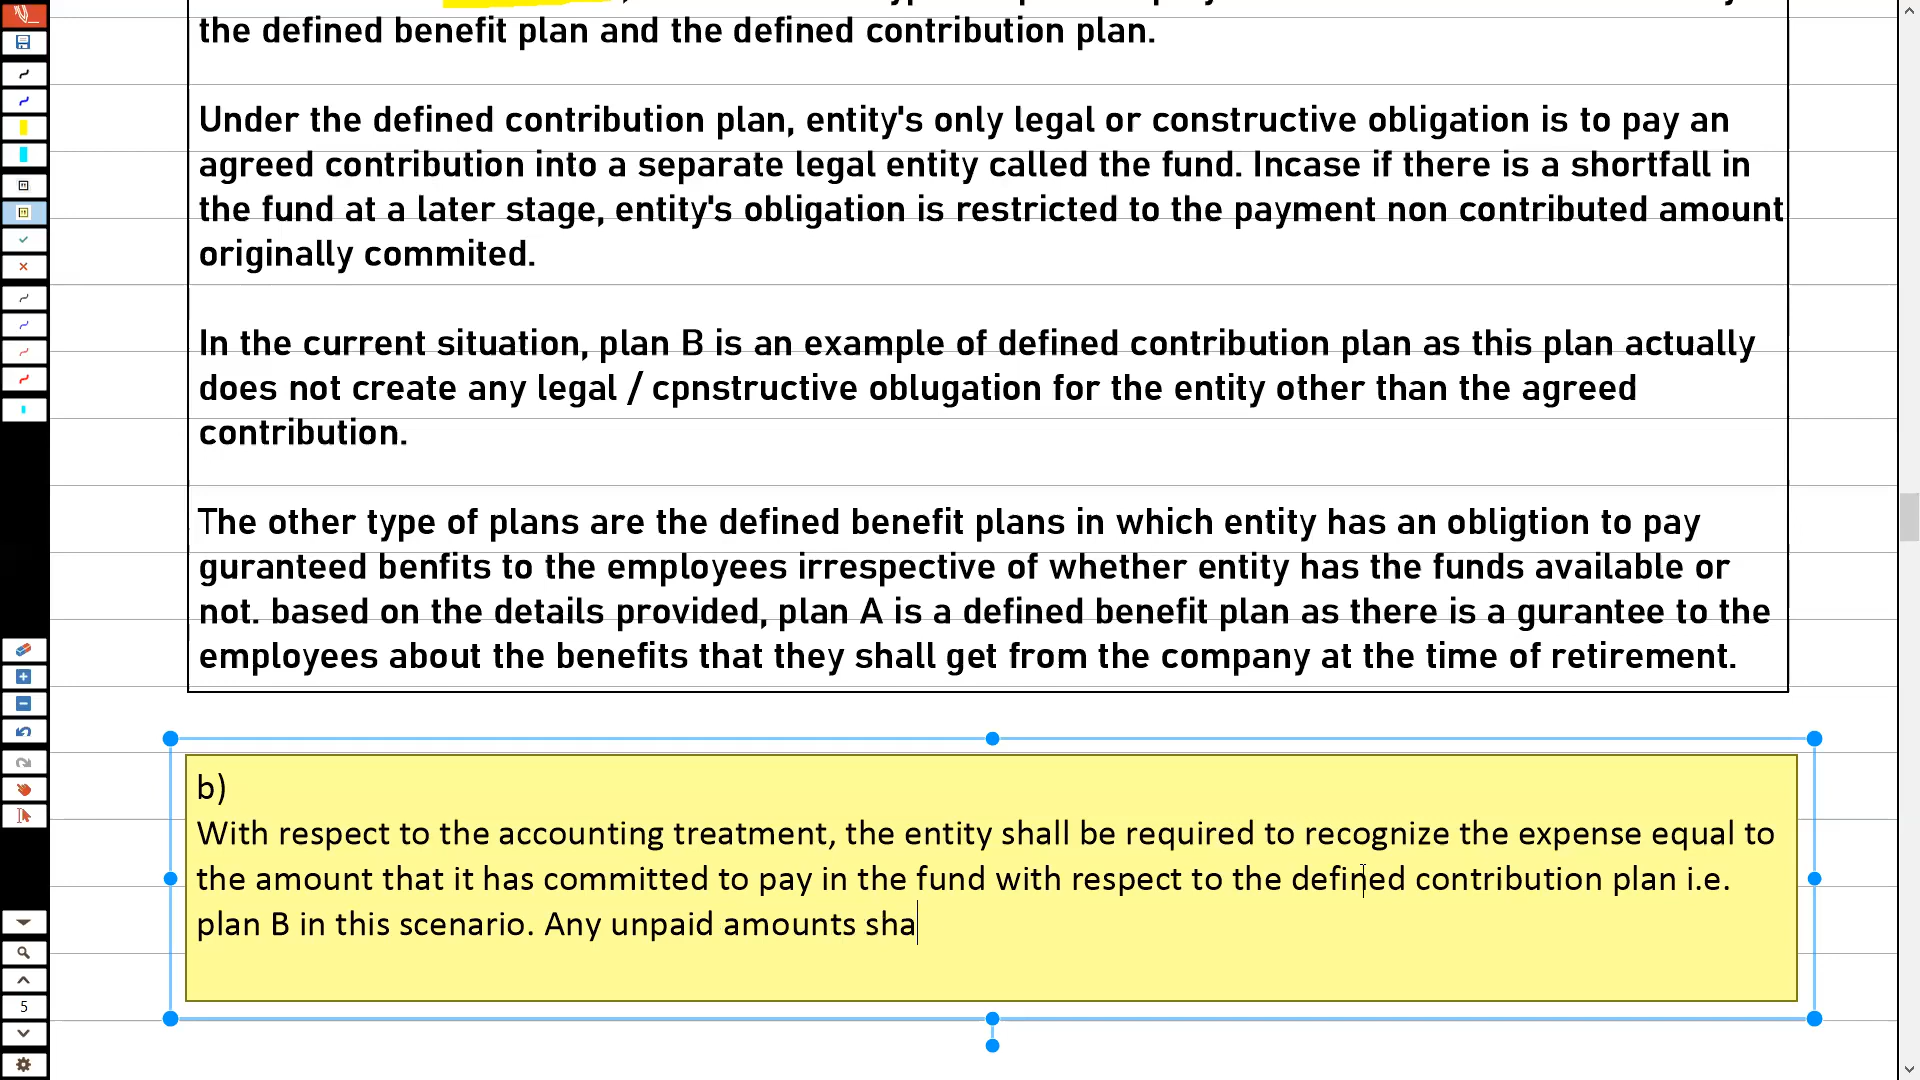 the defined benefit plan and the defined contribution plan.
Under the defined contribution plan, entity's only legal or constructive obligation is to pay an
agreed contribution into a separate legal entity called the fund. Incase if there is a shortfall in
the fund at a later stage, entity's obligation is restricted to the payment non contributed amount
originally commited.
In the current situation, plan B is an example of defined contribution plan as this plan actually
does not create any legal / cpnstructive oblugation for the entity other than the agreed
contribution.
The other type of plans are the defined benefit plans in which entity has an obligtion to pay
guranteed benfits to the employees irrespective of whether entity has the funds available or
not. based on the details provided, plan A is a defined benefit plan as there is a gurantee to the
employees about the benefits that they shall get from the company at the time of retirement.
b)
With respect to the accounting treatment, the entity shall be required to recognize the expense equal to
the amount that it has committed to pay in the fund with respect to the defined contribution plan i.e.
plan B in this scenario. Any unpaid amounts sha
5